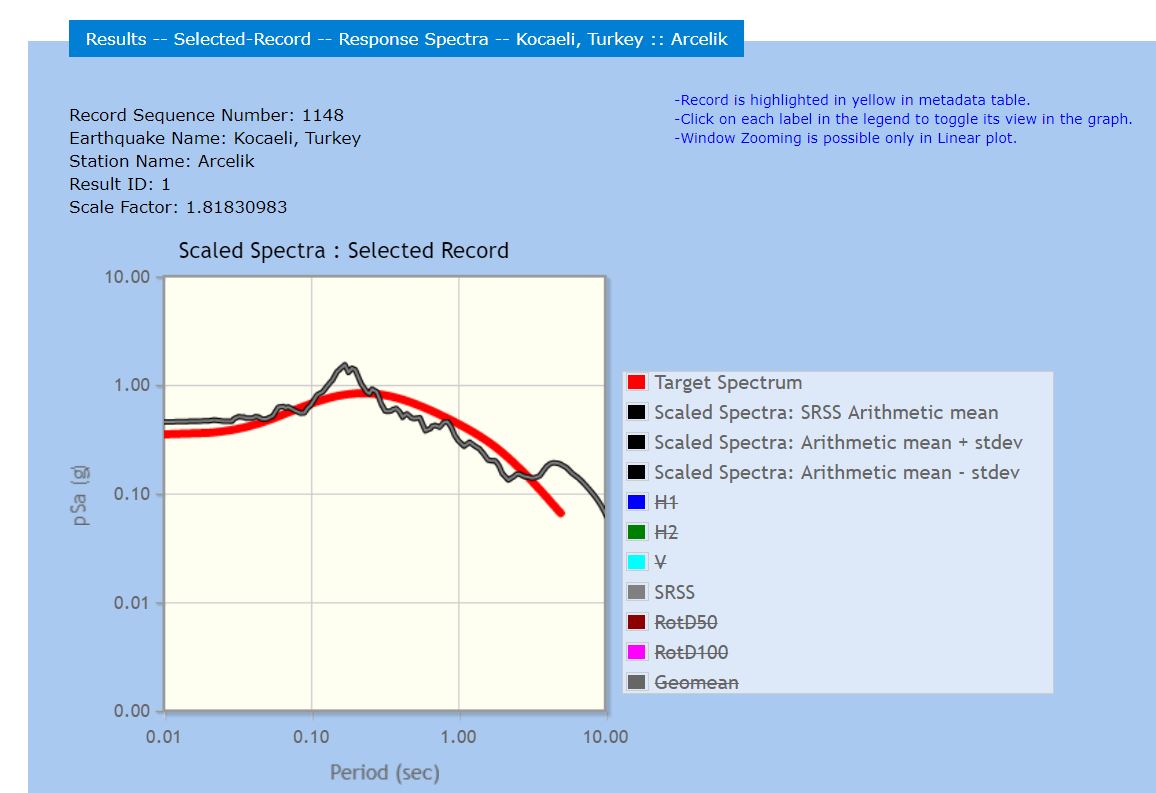 Results -- Selected-Record -- Response Spectra -- Kocaeli, Turkey :: Arcelik
-Record is highlighted in yellow in metadata table.
-Click on each label in the legend to toggle its view in the graph.
-Window Zooming is possible only in Linear plot.
Record Sequence Number: 1148
Earthquake Name: Kocaeli, Turkey
Station Name: Arcelik
Result ID: 1
Scale Factor: 1.81830983
Scaled Spectra : Selected Record
10.00
1.00
0.10
0.01
0.00
pSa (g)
0.01
0.10
1.00
10.00
Period (sec)
Target Spectrum
Scaled Spectra: SRSS Arithmetic mean
Scaled Spectra: Arithmetic mean + stdev
Scaled Spectra: Arithmetic mean - stdev
H1
H2
V
SRSS
RotD50
RotD100
Geomean